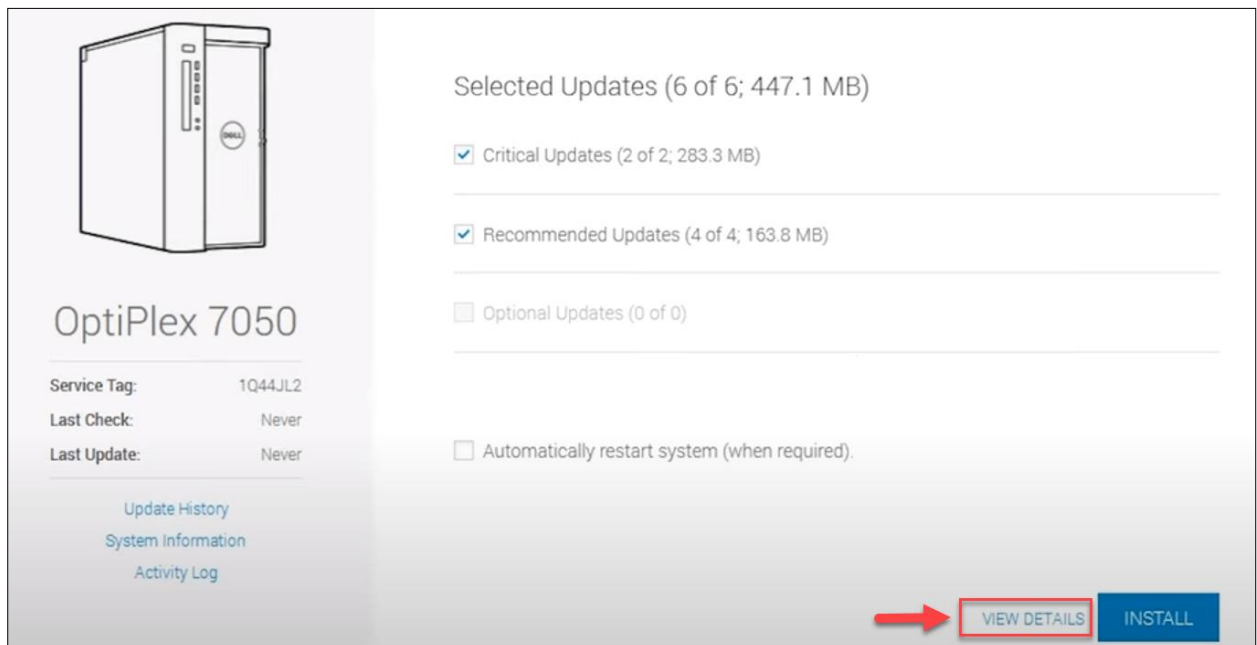 DELL
OptiPlex 7050
Service Tag: 1Q44JL2
Last Check: Never
Last Update: Never
Update History
System Information
Activity Log
Selected Updates (6 of 6; 447.1 MB)
Critical Updates (2 of 2; 283.3 MB)
Recommended Updates (4 of 4; 163.8 MB)
Optional Updates (0 of 0)
Automatically restart system (when required).
VIEW DETAILS
INSTALL